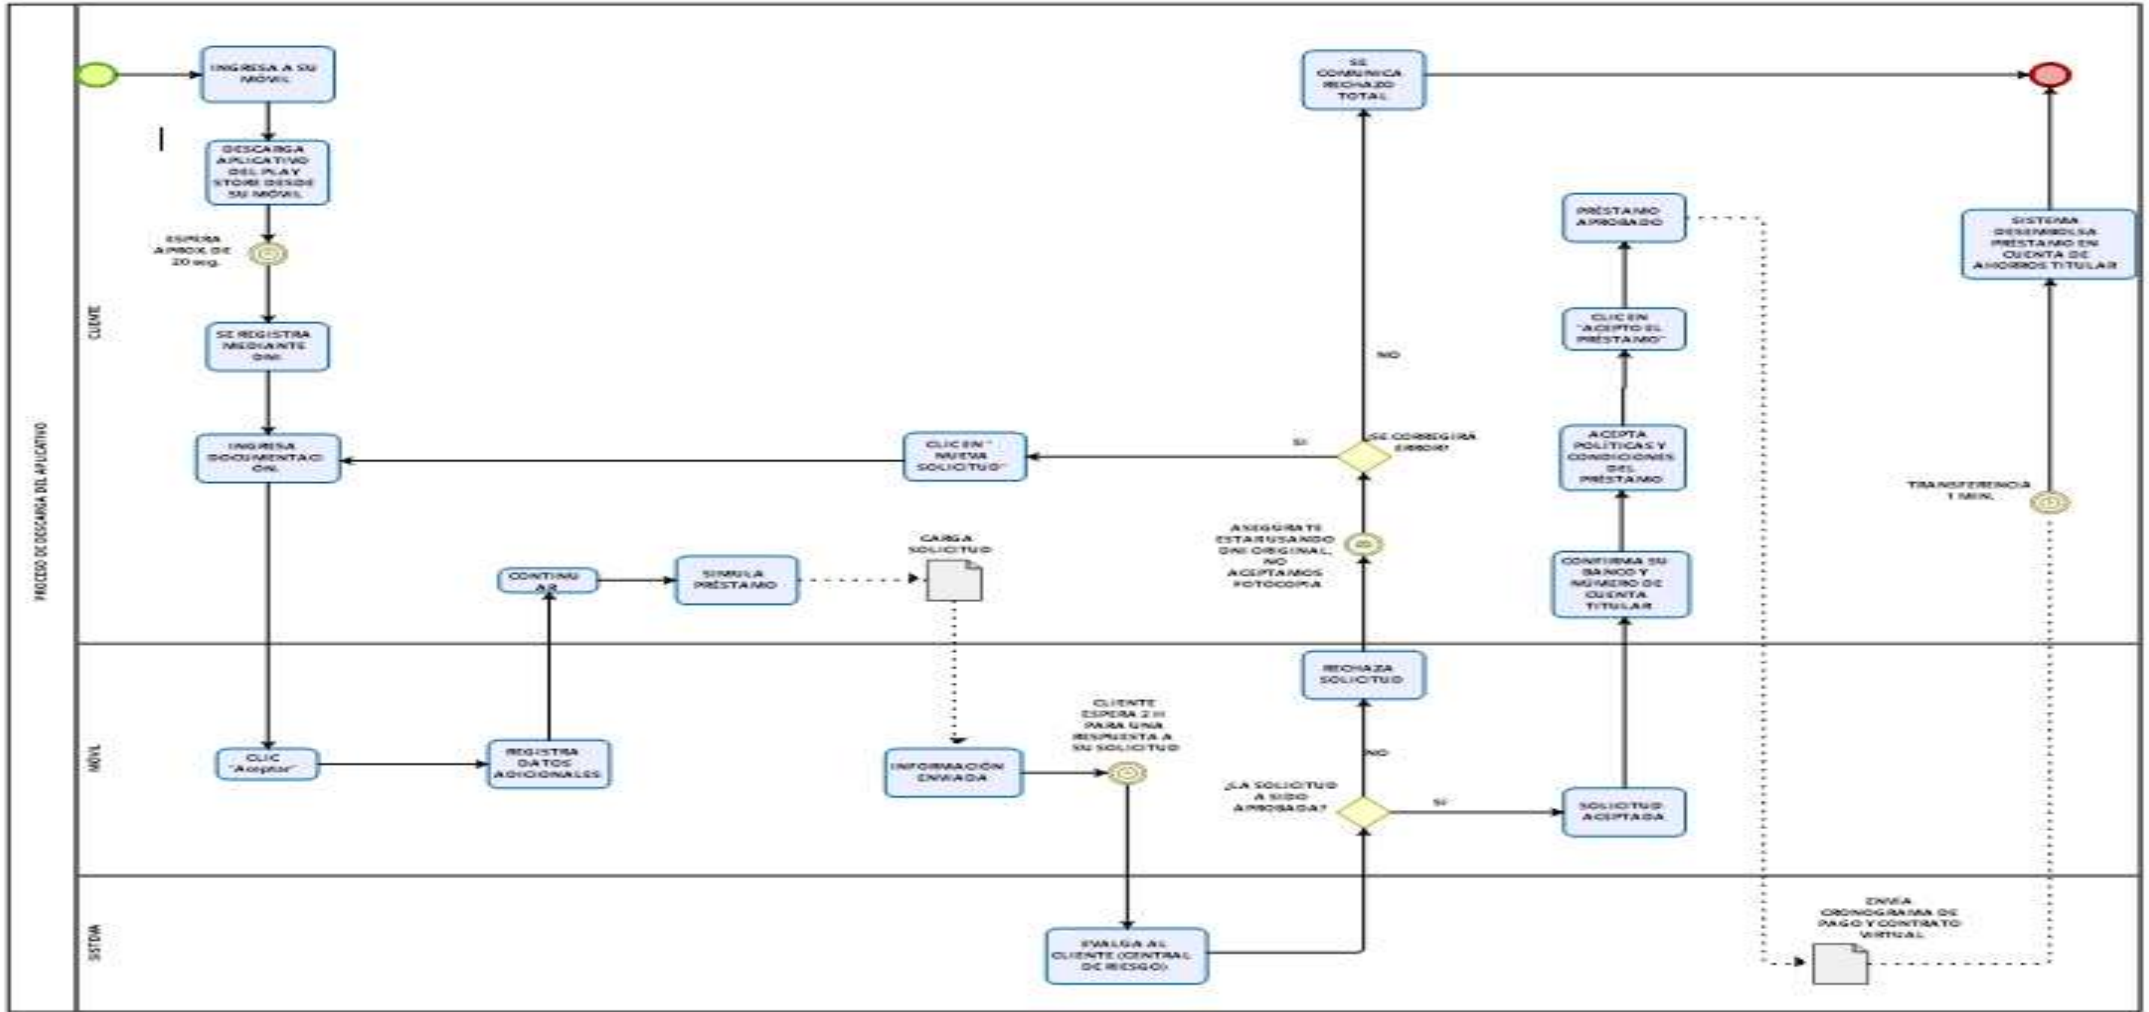 PROCESO DE DESCARGA DEL APLICATIVO
CLIENTE
INGRESA A SU
MÓVIL
DESCARGA
APLICATIVO
DEL PLAY
STORE DESDE
SU MÓVIL
ESPERA
APROX. DE
20 seg.
SE REGISTRA
MEDIANTE
DNI
INGRESA
DOCUMENTACI
ÓN.
CLIC EN "
NUEVA
SOLICITUD"
CONTINU
AR
SIMULA
PRÉSTAMO
CARGA
SOLICITUD
SE
COMUNICA
RECHAZO
TOTAL
NO
SI
SE CORREGIRÁ
ERROR?
ASEGÚRATE
ESTAR USANDO
DNI ORIGINAL,
NO
ACEPTAMOS
FOTOCOPIA
PRÉSTAMO
APROBADO
CLIC EN
"ACEPTO EL
PRÉSTAMO"
ACEPTA
POLÍTICAS Y
CONDICIONES
DEL
PRÉSTAMO
CONFIRMA SU
BANCO Y
NÚMERO DE
CUENTA
TITULAR
SISTEMA
DESEMBOLSA
PRÉSTAMO EN
CUENTA DE
AHORROS TITULAR
TRANSFERENCIA
1 MIN.
MÓVIL
CLIC
"Aceptar"
REGISTRA
DATOS
ADICIONALES
INFORMACIÓN
ENVIADA
CLIENTE
ESPERA 2 H
PARA UNA
RESPUESTA A
SU SOLICITUD
RECHAZA
SOLICITUD
NO
¿LA SOLICITUD
A SIDO
APROBADA?
SI
SOLICITUD
ACEPTADA
SISTEMA
EVALÚA AL
CLIENTE (CENTRAL
DE RIESGO)
ENVÍA
CRONOGRAMA DE
PAGO Y CONTRATO
VIRTUAL